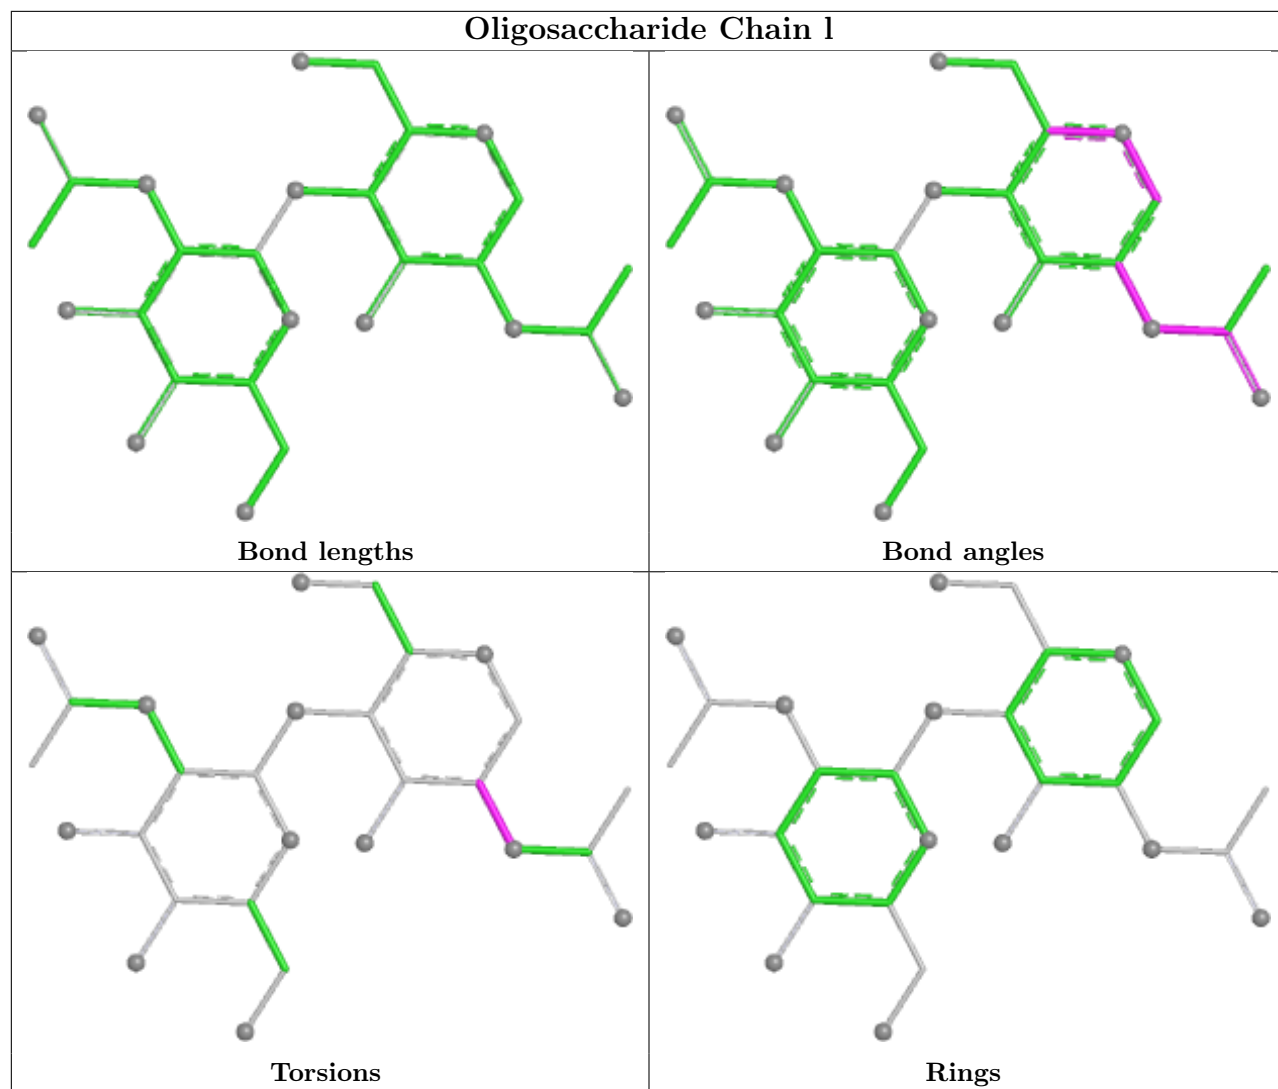 Oligosaccharide Chain l
Bond lengths
Bond angles
Torsions
Rings